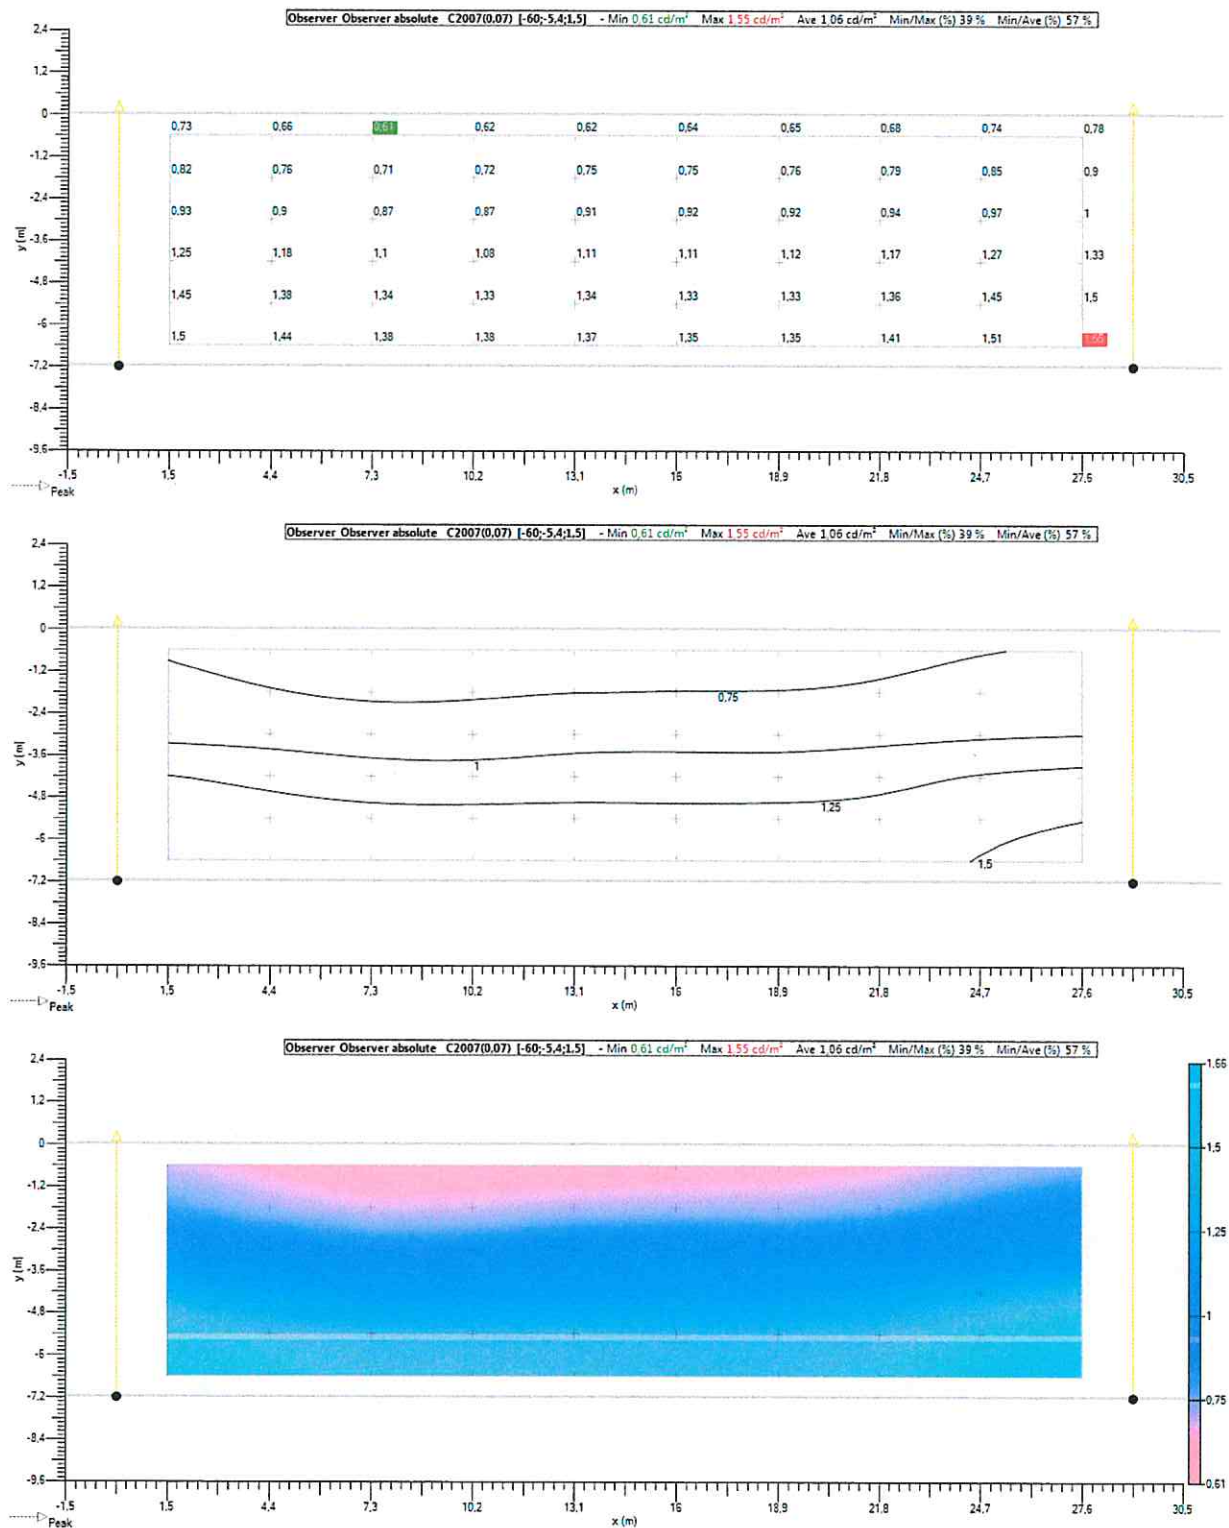 Observer Observer absolute C2007(0,07) [-60;-5,4;1,5] - Min 0,61 cd/m² Max 1,55 cd/m² Ave 1,06 cd/m² Min/Max (%) 39 % Min/Ave (%) 57 %
2,4
1,2
0
0,73 0,66 0,61 0,62 0,62 0,64 0,65 0,68 0,74 0,78
-1,2
0,82 0,76 0,71 0,72 0,75 0,75 0,76 0,79 0,85 0,9
-2,4
0,93 0,9 0,87 0,87 0,91 0,92 0,92 0,94 0,97 1
-3,6
y (m)
1,25 1,18 1,1 1,08 1,11 1,11 1,12 1,17 1,27 1,33
-4,8
1,45 1,38 1,34 1,33 1,34 1,33 1,33 1,36 1,45 1,5
-6
1,5 1,44 1,38 1,38 1,37 1,35 1,35 1,41 1,51
-7,2
-8,4
-9,6
-1,5 1,5 4,4 7,3 10,2 13,1 16 18,9 21,8 24,7 27,6 30,5
Peak x (m)
Observer Observer absolute C2007(0,07) [-60;-5,4;1,5] - Min 0,61 cd/m² Max 1,55 cd/m² Ave 1,06 cd/m² Min/Max (%) 39 % Min/Ave (%) 57 %
2,4
1,2
0
-1,2
0,75
-2,4
-3,6
y (m)
1
-4,8
1,25
-6
1,5
-7,2
-8,4
-9,6
-1,5 1,5 4,4 7,3 10,2 13,1 16 18,9 21,8 24,7 27,6 30,5
Peak x (m)
Observer Observer absolute C2007(0,07) [-60;-5,4;1,5] - Min 0,61 cd/m² Max 1,55 cd/m² Ave 1,06 cd/m² Min/Max (%) 39 % Min/Ave (%) 57 %
2,4
1,66
1,2
0
1,5
-1,2
-2,4
1,25
-3,6
y (m)
-4,8
1
-6
-7,2
0,75
-8,4
-9,6
0,61
-1,5 1,5 4,4 7,3 10,2 13,1 16 18,9 21,8 24,7 27,6 30,5
Peak x (m)